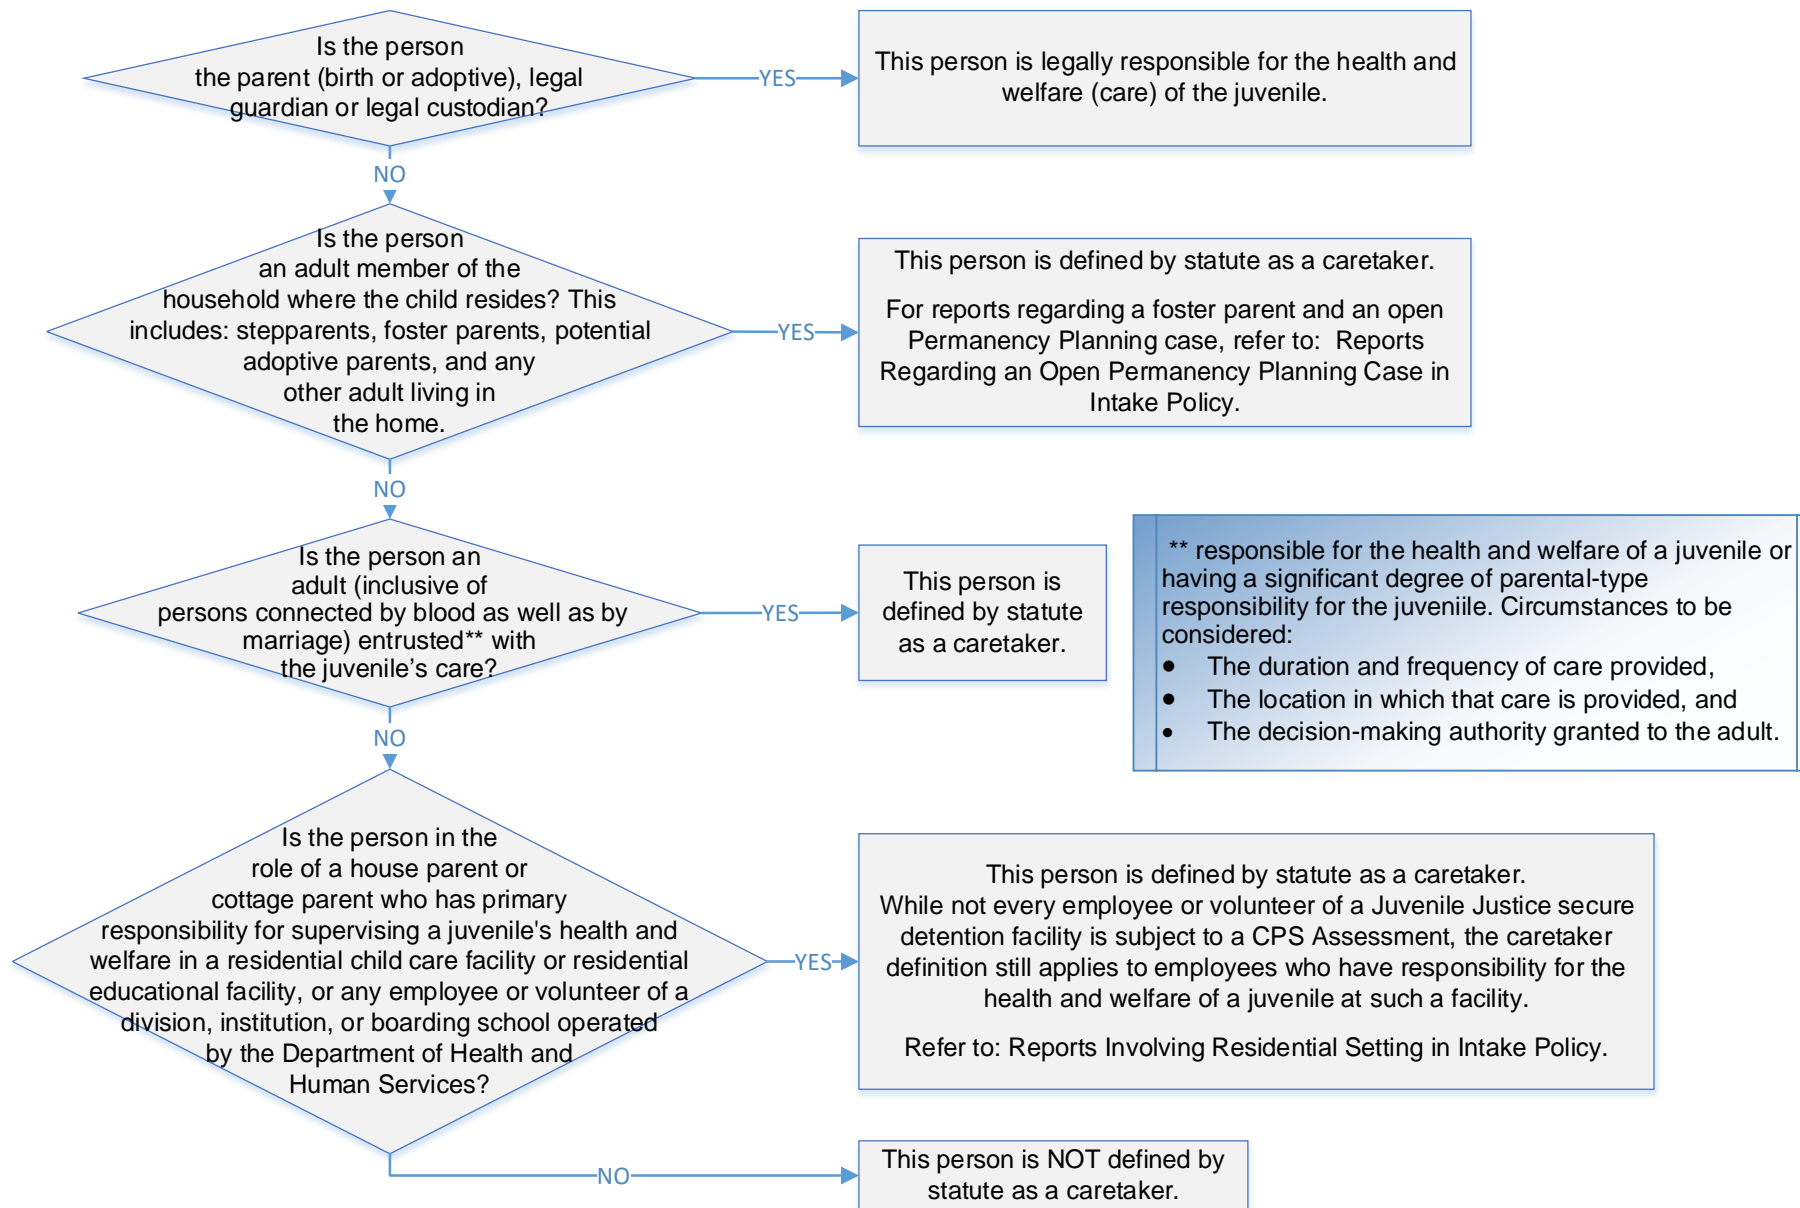 Is the person
the parent (birth or adoptive), legal
guardian or legal custodian?
YES
This person is legally responsible for the health and
welfare (care) of the juvenile.
NO
Is the person
an adult member of the
household where the child resides? This
includes: stepparents, foster parents, potential
adoptive parents, and any
other adult living in
the home.
YES
This person is defined by statute as a caretaker.
For reports regarding a foster parent and an open
Permanency Planning case, refer to: Reports
Regarding an Open Permanency Planning Case in
Intake Policy.
NO
Is the person an
adult (inclusive of
persons connected by blood as well as by
marriage) entrusted** with
the juvenile's care?
YES
This person is
defined by statute
as a caretaker.
** responsible for the health and welfare of a juvenile or
having a significant degree of parental-type
responsibility for the juveniile. Circumstances to be
considered:
• The duration and frequency of care provided,
• The location in which that care is provided, and
• The decision-making authority granted to the adult.
NO
Is the person in the
role of a house parent or
cottage parent who has primary
responsibility for supervising a juvenile's health and
welfare in a residential child care facility or residential
educational facility, or any employee or volunteer of a
division, institution, or boarding school operated
by the Department of Health and
Human Services?
YES
This person is defined by statute as a caretaker.
While not every employee or volunteer of a Juvenile Justice secure
detention facility is subject to a CPS Assessment, the caretaker
definition still applies to employees who have responsibility for the
health and welfare of a juvenile at such a facility.
Refer to: Reports Involving Residential Setting in Intake Policy.
NO
This person is NOT defined by
statute as a caretaker.